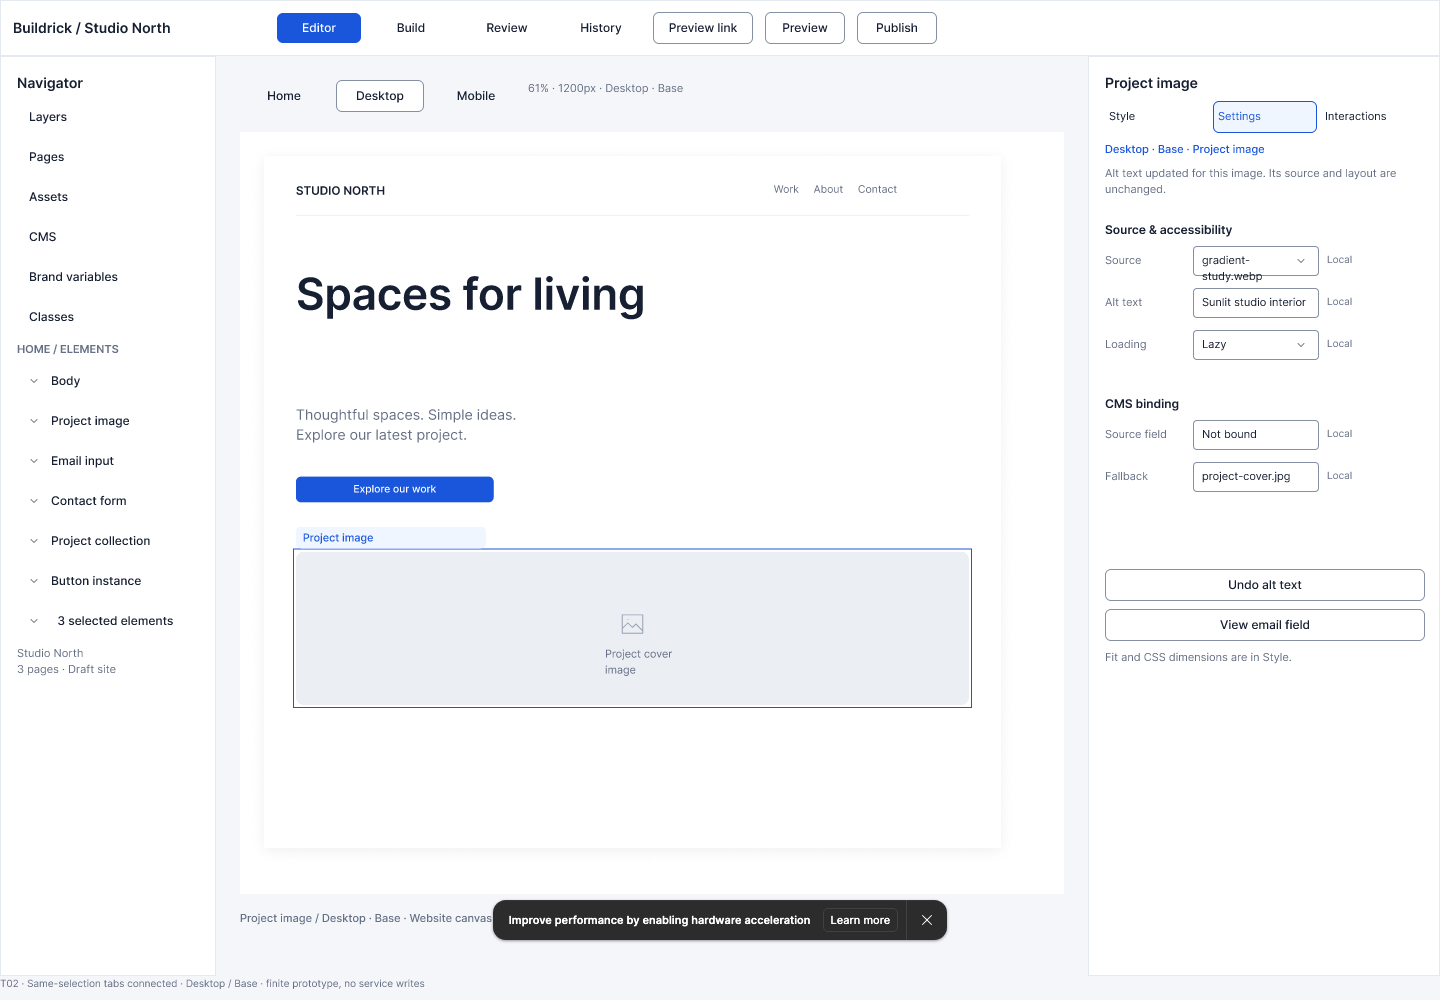 Buildrick / Studio North
Editor
Build
Review
History
Preview link
Preview
Publish
Navigator
Layers
Pages
Assets
CMS
Brand variables
Classes
HOME / ELEMENTS
Body
Project image
Email input
Contact form
Project collection
Button instance
3 selected elements
Studio North
3 pages · Draft site
Home
Desktop
Mobile
61% · 1200px · Desktop · Base
STUDIO NORTH
Work
About
Contact
Spaces for living
Thoughtful spaces. Simple ideas.
Explore our latest project.
Explore our work
Project image
Project cover
image
Project image / Desktop · Base · Website canvas
Improve performance by enabling hardware acceleration
Learn more
Project image
Style
Settings
Interactions
Desktop · Base · Project image
Alt text updated for this image. Its source and layout are
unchanged.
Source & accessibility
Source
gradient-
study.webp
Local
Alt text
Sunlit studio interior
Local
Loading
Lazy
Local
CMS binding
Source field
Not bound
Local
Fallback
project-cover.jpg
Local
Undo alt text
View email field
Fit and CSS dimensions are in Style.
T02 · Same-selection tabs connected · Desktop / Base · finite prototype, no service writes